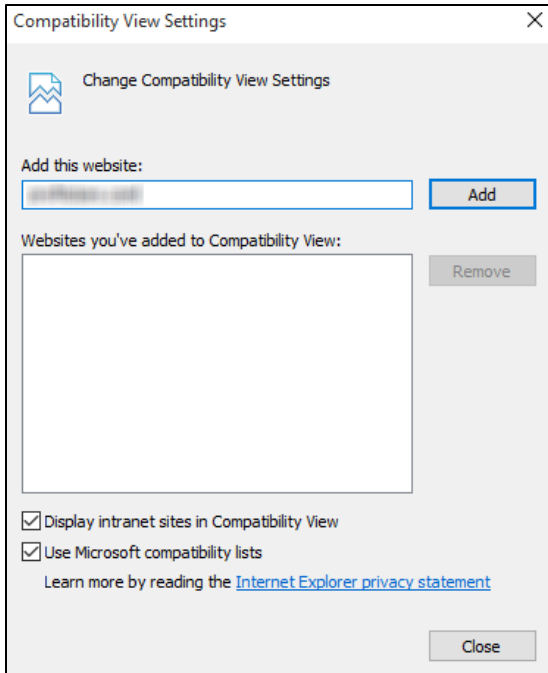 Compatibility View Settings
Change Compatibility View Settings
Add this website:
Add
Websites you've added to Compatibility View:
Remove
Display intranet sites in Compatibility View
Use Microsoft compatibility lists
Learn more by reading the Internet Explorer privacy statement
Close